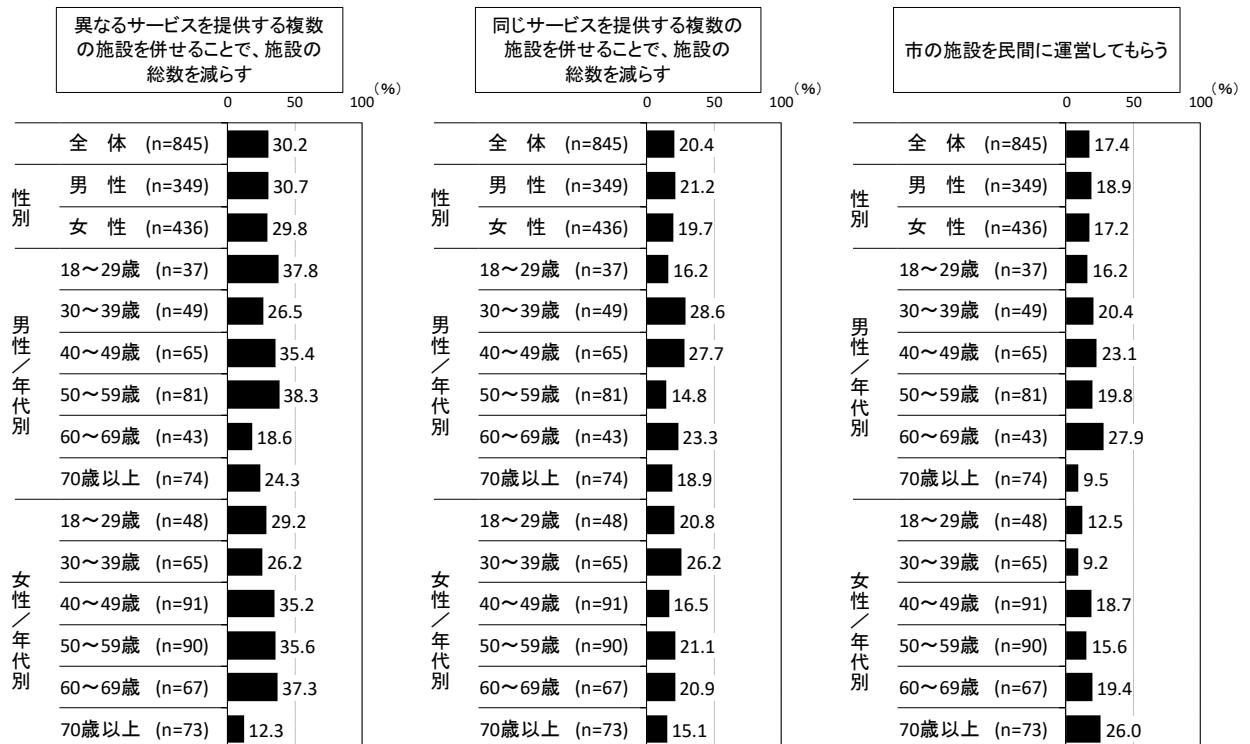 異なるサービスを提供する複数
の施設を併せることで、施設の
総数を減らす
(%)
0 50 100
全 体 (n=845) 30.2
性別
男 性 (n=349) 30.7
女 性 (n=436) 29.8
男性/年代別
18~29歳 (n=37) 37.8
30~39歳 (n=49) 26.5
40~49歳 (n=65) 35.4
50~59歳 (n=81) 38.3
60~69歳 (n=43) 18.6
70歳以上 (n=74) 24.3
女性/年代別
18~29歳 (n=48) 29.2
30~39歳 (n=65) 26.2
40~49歳 (n=91) 35.2
50~59歳 (n=90) 35.6
60~69歳 (n=67) 37.3
70歳以上 (n=73) 12.3
同じサービスを提供する複数の
施設を併せることで、施設の
総数を減らす
(%)
0 50 100
全 体 (n=845) 20.4
性別
男 性 (n=349) 21.2
女 性 (n=436) 19.7
男性/年代別
18~29歳 (n=37) 16.2
30~39歳 (n=49) 28.6
40~49歳 (n=65) 27.7
50~59歳 (n=81) 14.8
60~69歳 (n=43) 23.3
70歳以上 (n=74) 18.9
女性/年代別
18~29歳 (n=48) 20.8
30~39歳 (n=65) 26.2
40~49歳 (n=91) 16.5
50~59歳 (n=90) 21.1
60~69歳 (n=67) 20.9
70歳以上 (n=73) 15.1
市の施設を民間に運営してもらう
(%)
0 50 100
全 体 (n=845) 17.4
性別
男 性 (n=349) 18.9
女 性 (n=436) 17.2
男性/年代別
18~29歳 (n=37) 16.2
30~39歳 (n=49) 20.4
40~49歳 (n=65) 23.1
50~59歳 (n=81) 19.8
60~69歳 (n=43) 27.9
70歳以上 (n=74) 9.5
女性/年代別
18~29歳 (n=48) 12.5
30~39歳 (n=65) 9.2
40~49歳 (n=91) 18.7
50~59歳 (n=90) 15.6
60~69歳 (n=67) 19.4
70歳以上 (n=73) 26.0